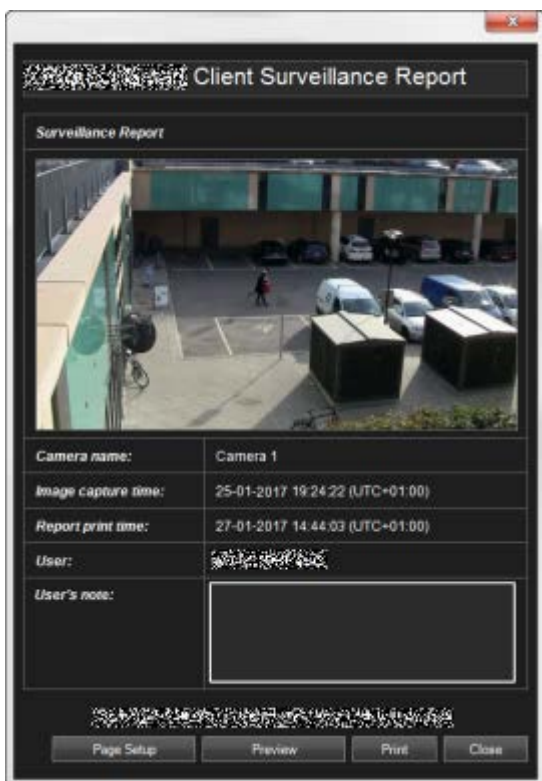 Client Surveillance Report
Surveillance Report
Camera name: Camera 1
Image capture time: 25-01-2017 19:24:22 (UTC+01:00)
Report print time: 27-01-2017 14:44:03 (UTC+01:00)
User:
User's note:
Page Setup Preview Print Close